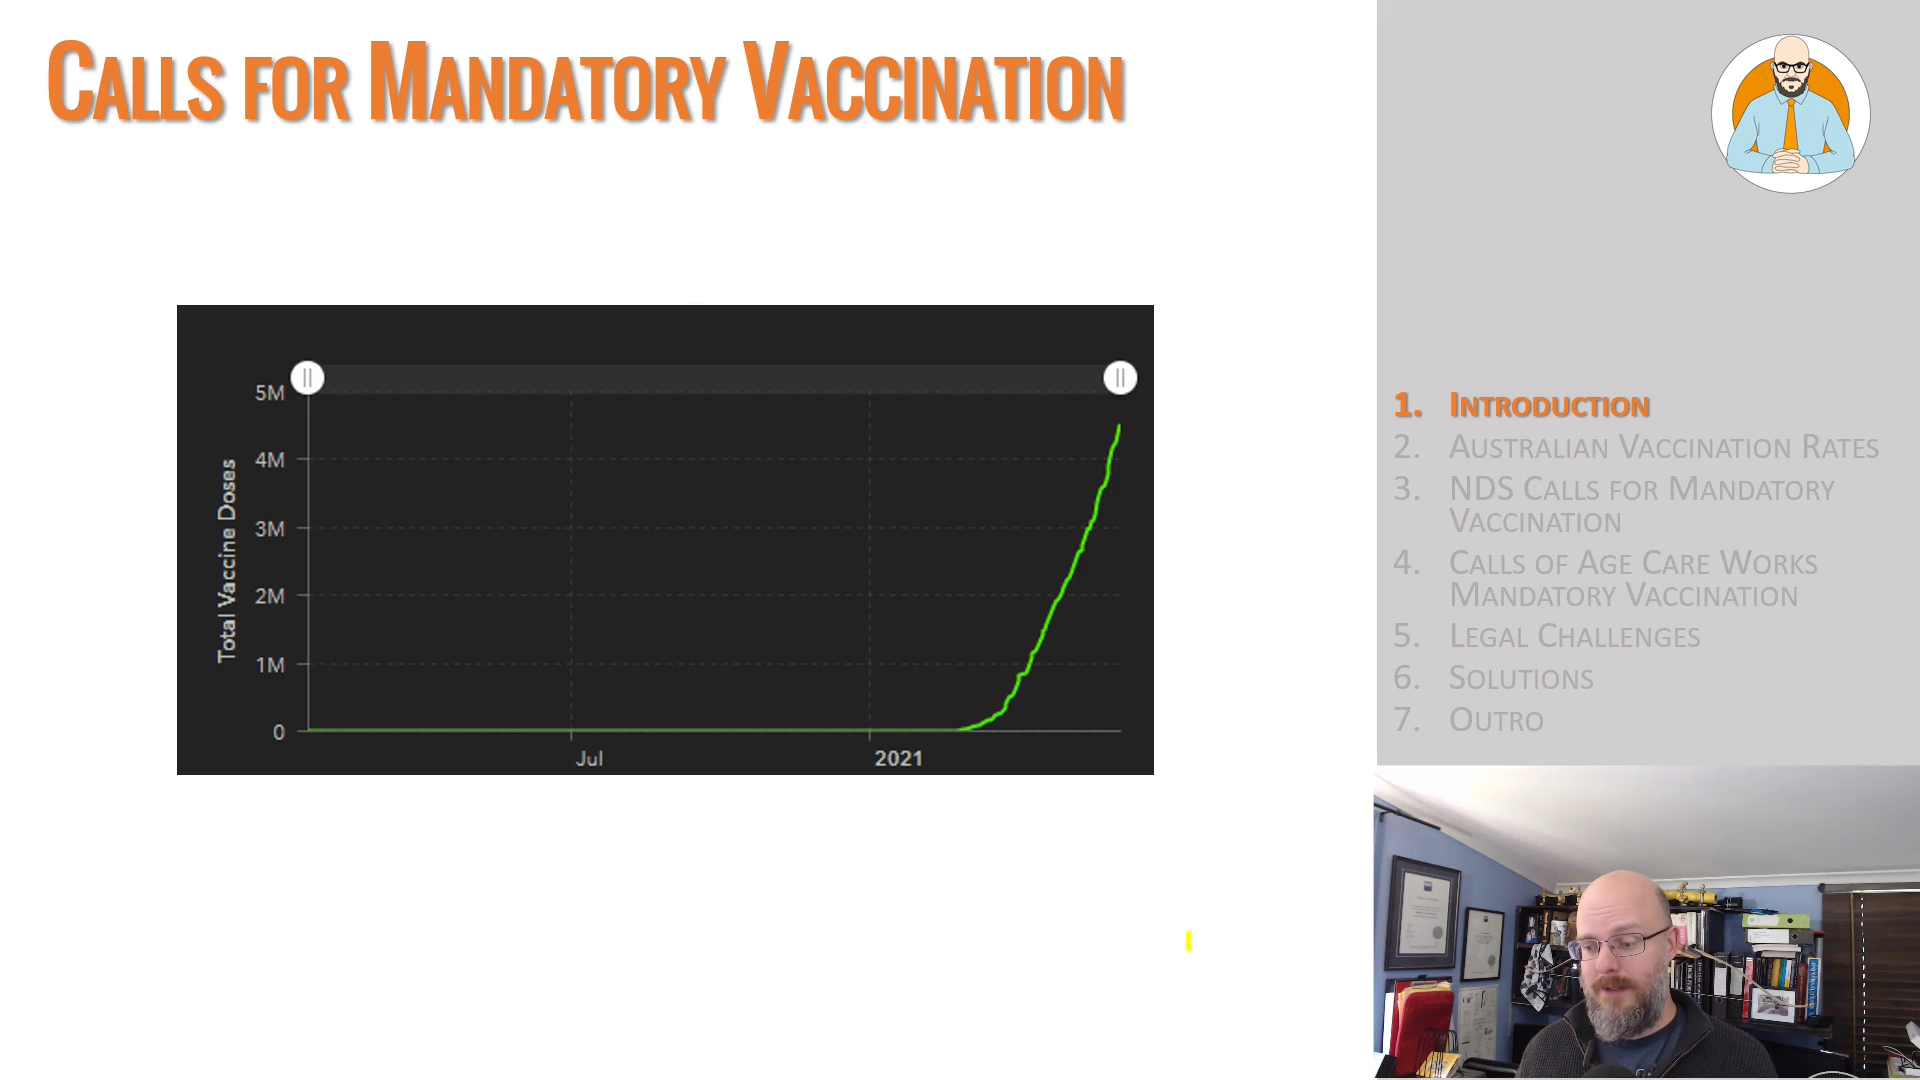 Calls for Mandatory Vaccination
5M
4M
3M
2M
1M
0
Total Vaccine Doses
Jul
2021
1. Introduction
2. Australian Vaccination Rates
3. NDS Calls for Mandatory
Vaccination
4. Calls of Age Care Works
Mandatory Vaccination
5. Legal Challenges
6. Solutions
7. Outro